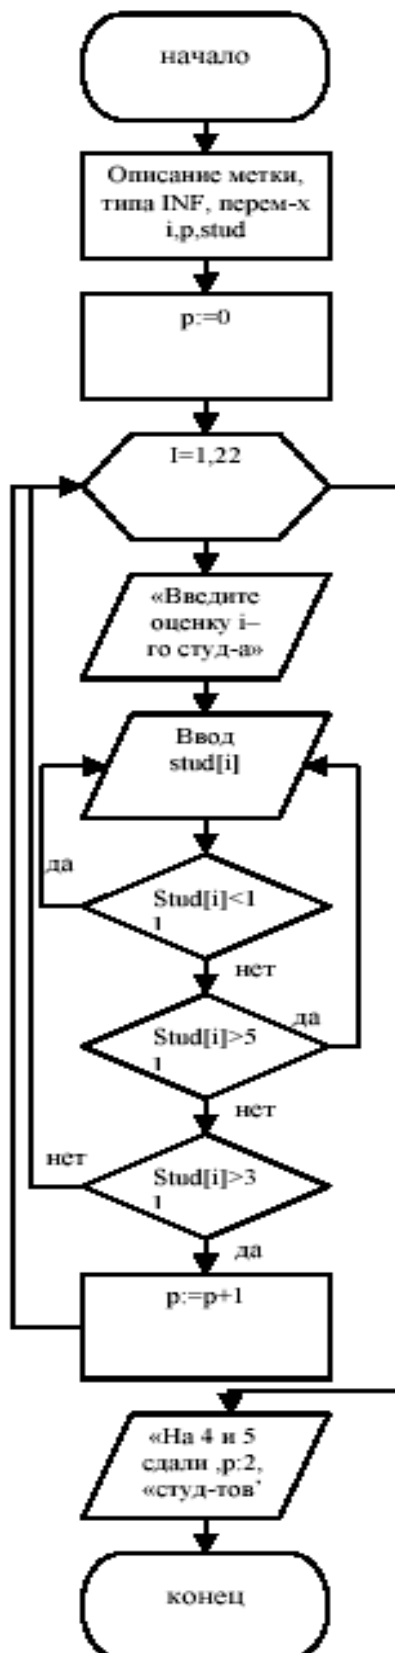 начало
Описание метки,
типа INF, перем-х
i,p,stud
p:=0
I=1,22
«Введите
оценку i–
го студ-а»
Ввод
stud[i]
да
Stud[i]<1
1
нет
да
Stud[i]>5
1
нет
нет
Stud[i]>3
1
да
p:=p+1
«На 4 и 5
сдали ,p:2,
«студ-тов’
конец